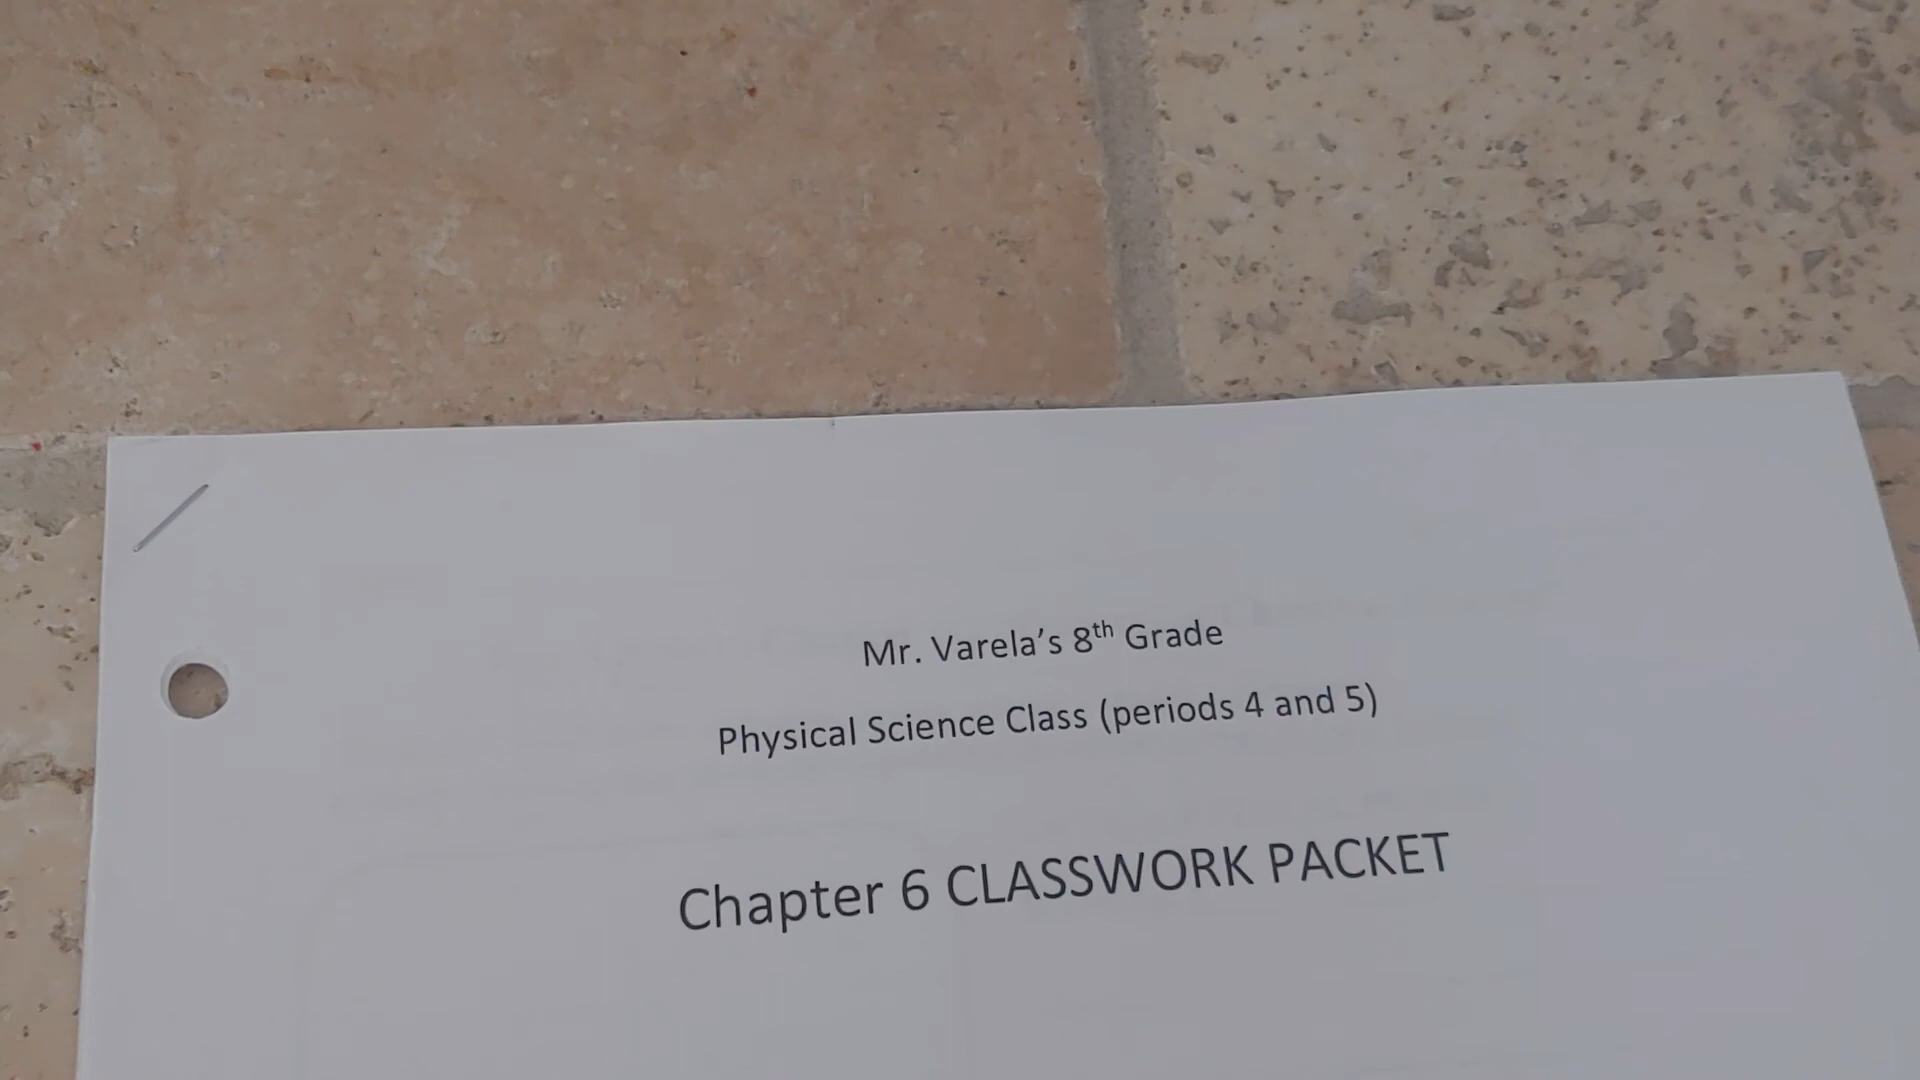 Mr. Varela’s 8th Grade
Physical Science Class (periods 4 and 5)
Chapter 6 CLASSWORK PACKET